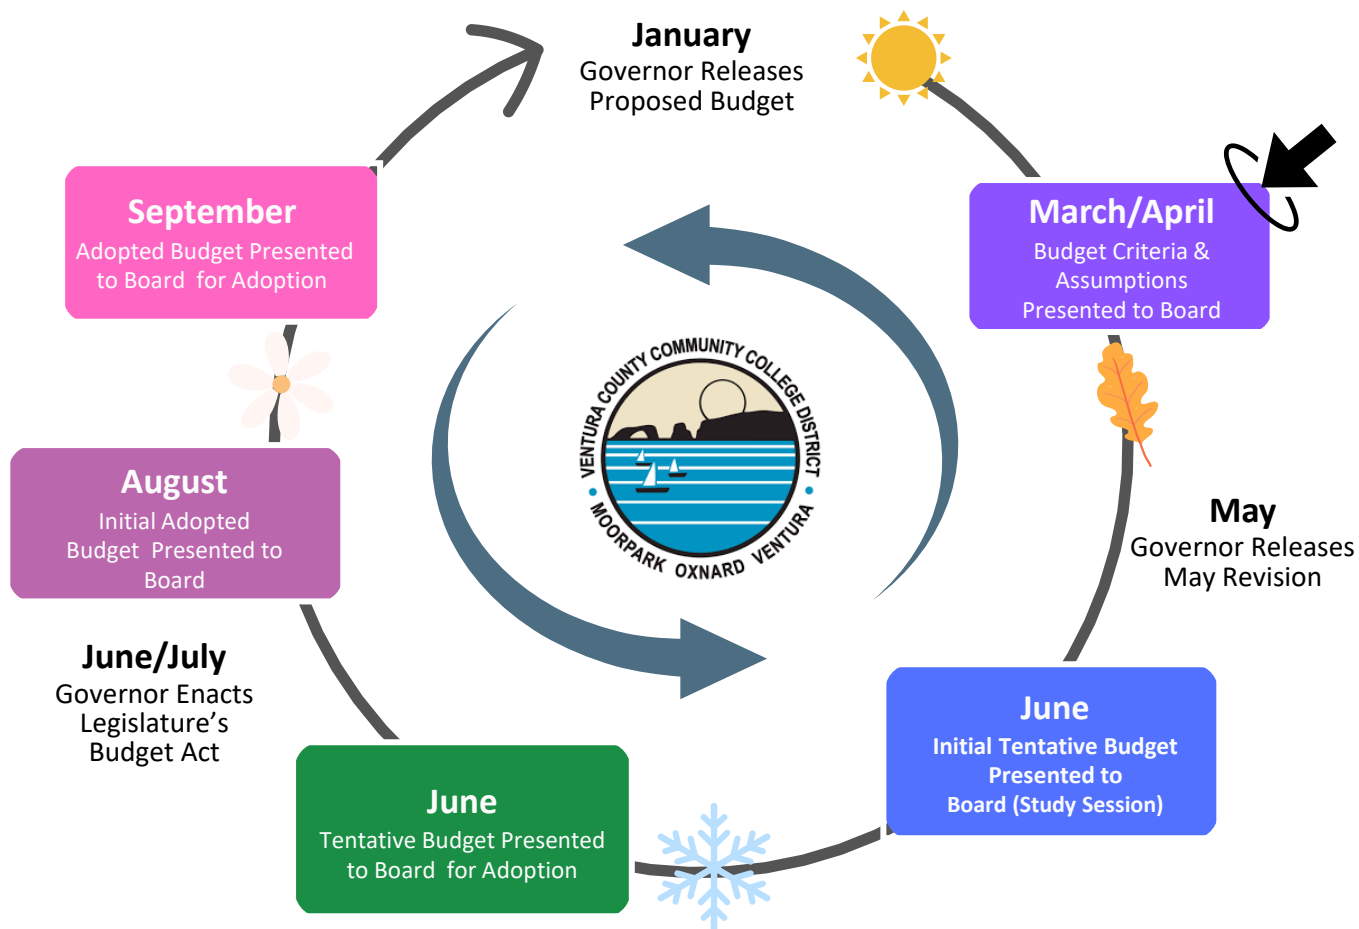 January
Governor Releases
Proposed Budget
March/April
Budget Criteria &
Assumptions
Presented to Board
May
Governor Releases
May Revision
June
Initial Tentative Budget
Presented to
Board (Study Session)
June
Tentative Budget Presented
to Board for Adoption
June/July
Governor Enacts
Legislature’s
Budget Act
August
Initial Adopted
Budget Presented to
Board
September
Adopted Budget Presented
to Board for Adoption
VENTURA COUNTY COMMUNITY COLLEGE DISTRICT
• MOORPARK OXNARD VENTURA •